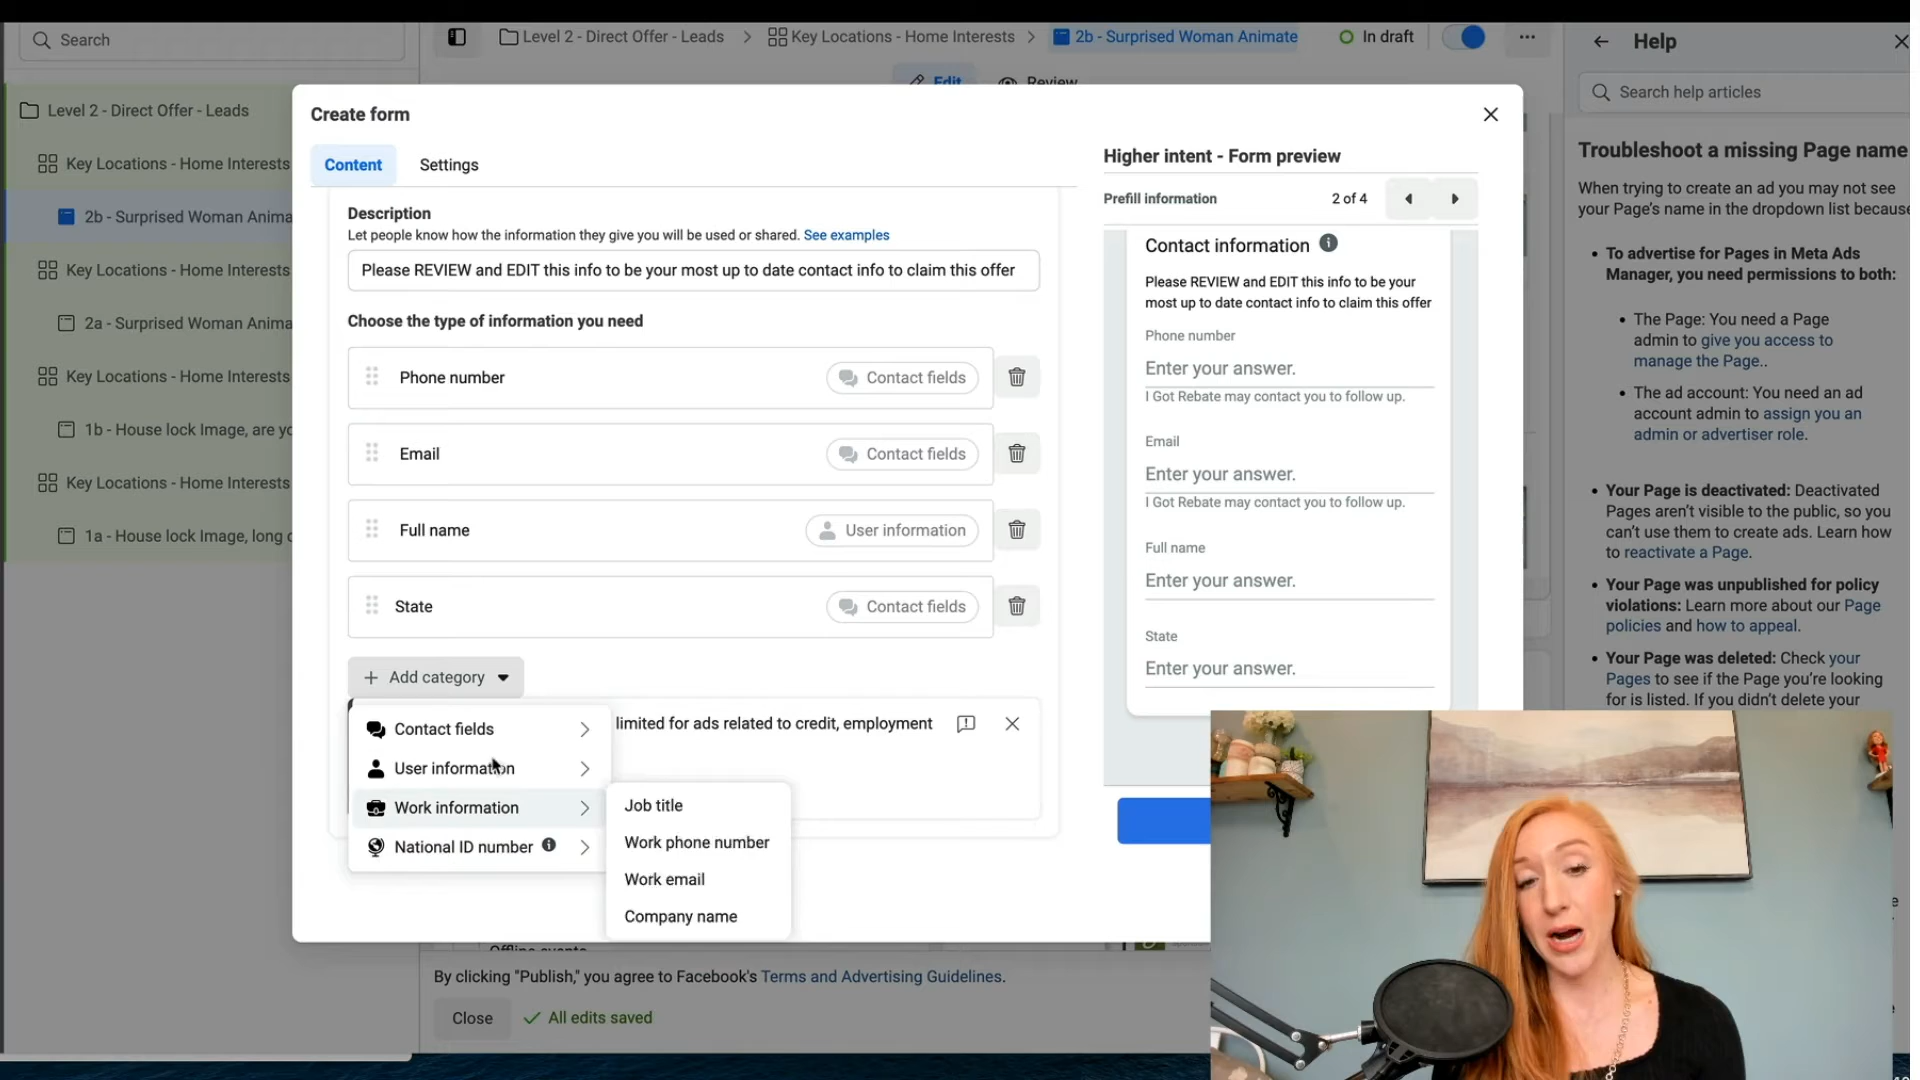 Search
Level 2 - Direct Offer - Leads
Key Locations - Home Interests
2b - Surprised Woman Animate
In draft
Edit
Review
Level 2 - Direct Offer - Leads
Key Locations - Home Interests
2b - Surprised Woman Anima
Key Locations - Home Interests
2a - Surprised Woman Anima
Key Locations - Home Interests
1b - House lock Image, are yo
Key Locations - Home Interests
1a - House lock Image, long c
Create form
Content
Settings
Description
Let people know how the information they give you will be used or shared. See examples
Please REVIEW and EDIT this info to be your most up to date contact info to claim this offer
Choose the type of information you need
Phone number
Contact fields
Email
Contact fields
Full name
User information
State
Contact fields
Add category
Contact fields
User information
Work information
National ID number
limited for ads related to credit, employment
Job title
Work phone number
Work email
Company name
Higher intent - Form preview
Prefill information
2 of 4
Contact information
Please REVIEW and EDIT this info to be your
most up to date contact info to claim this offer
Phone number
Enter your answer.
I Got Rebate may contact you to follow up.
Email
Enter your answer.
I Got Rebate may contact you to follow up.
Full name
Enter your answer.
State
Enter your answer.
Offline events
By clicking "Publish," you agree to Facebook's Terms and Advertising Guidelines.
Close
All edits saved
Help
Search help articles
Troubleshoot a missing Page name
When trying to create an ad you may not see
your Page's name in the dropdown list because
To advertise for Pages in Meta Ads
Manager, you need permissions to both:
The Page: You need a Page
admin to give you access to
manage the Page..
The ad account: You need an ad
account admin to assign you an
admin or advertiser role.
Your Page is deactivated: Deactivated
Pages aren't visible to the public, so you
can't use them to create ads. Learn how
to reactivate a Page.
Your Page was unpublished for policy
violations: Learn more about our Page
policies and how to appeal.
Your Page was deleted: Check your
Pages to see if the Page you're looking
for is listed. If you didn't delete your